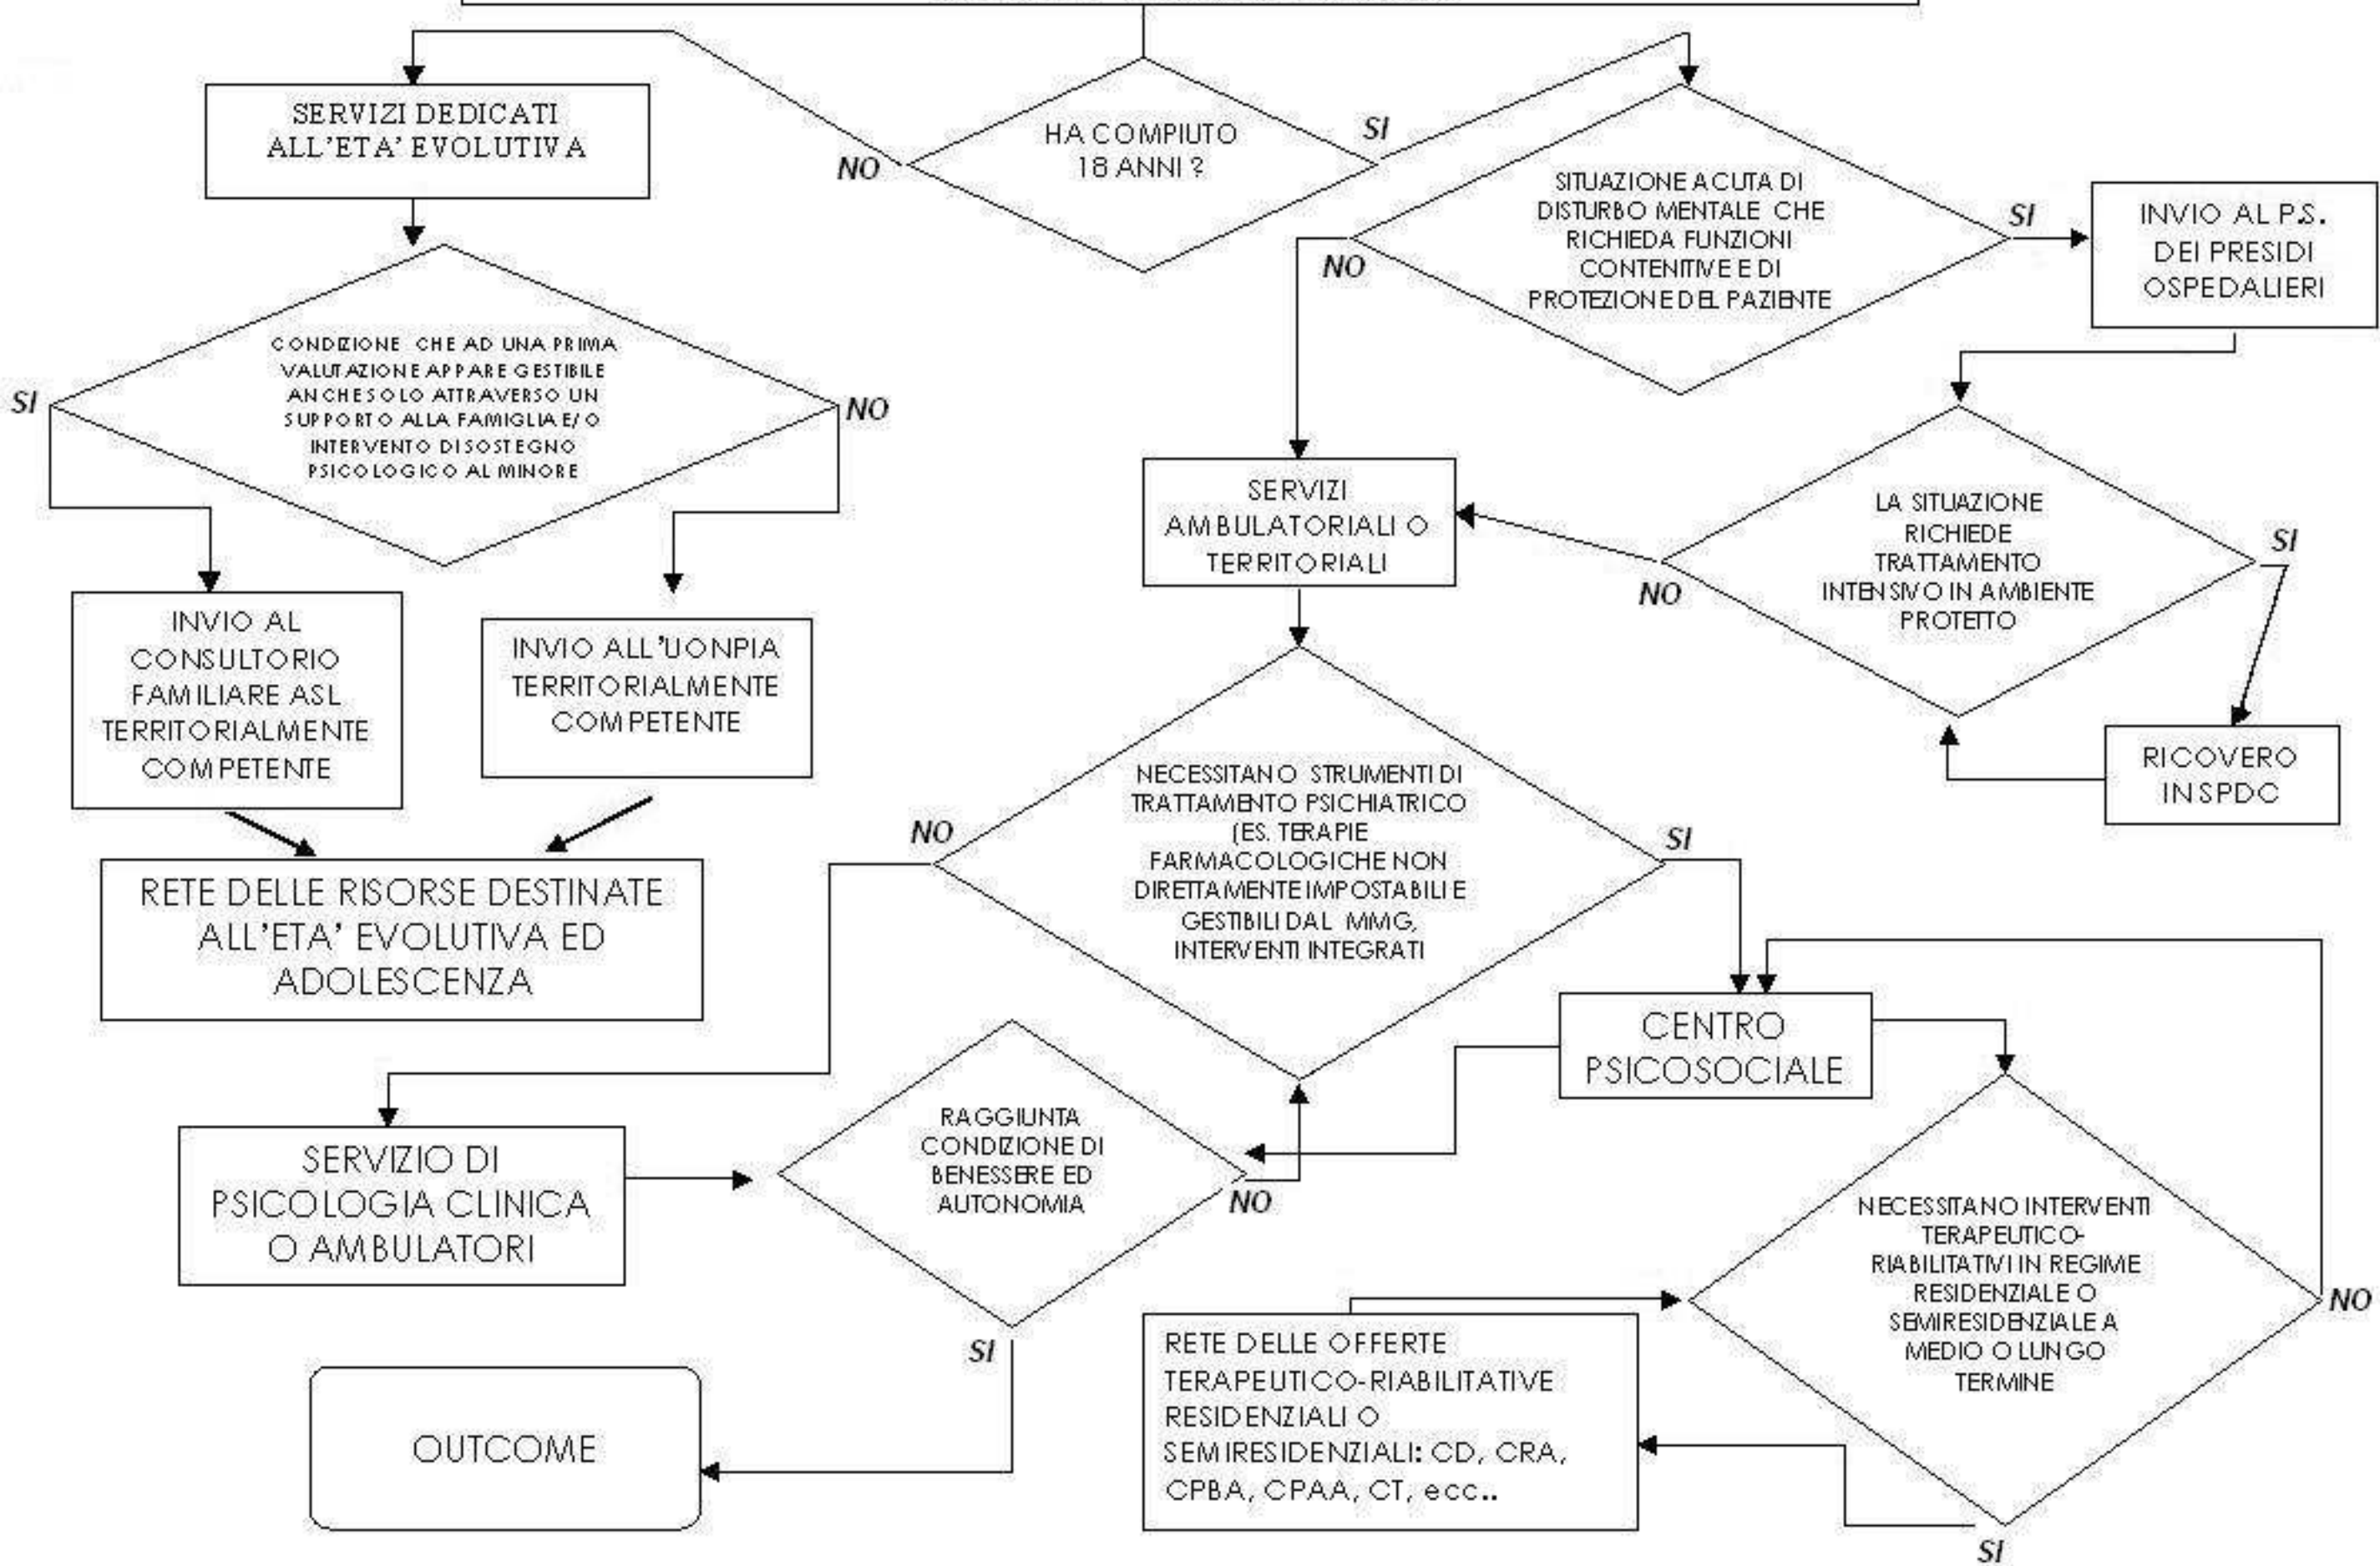 HA COMPIUTO
18 ANNI ?
NO
SI
SERVIZI DEDICATI
ALL'ETA' EVOLUTIVA
CONDIZIONE CHE AD UNA PRIMA
VALUTAZIONE APPARE GESTIBILE
ANCHE SOLO ATTRAVERSO UN
SUPPORTO ALLA FAMIGLIA E/O
INTERVENTO DI SOSTEGNO
PSICOLOGICO AL MINORE
SI
NO
INVIO AL
CONSULTORIO
FAMILIARE ASL
TERRITORIALMENTE
COMPETENTE
INVIO ALL'UONPIA
TERRITORIALMENTE
COMPETENTE
RETE DELLE RISORSE DESTINATE
ALL'ETA' EVOLUTIVA ED
ADOLESCENZA
SITUAZIONE ACUTA DI
DISTURBO MENTALE CHE
RICHIEDA FUNZIONI
CONTENITIVE E DI
PROTEZIONE DEL PAZIENTE
NO
SI
INVIO AL P.S.
DEI PRESIDI
OSPEDALIERI
LA SITUAZIONE
RICHIEDE
TRATTAMENTO
INTENSIVO IN AMBIENTE
PROTETTO
NO
SI
RICOVERO
IN SPDC
SERVIZI
AMBULATORIALI O
TERRITORIALI
NECESSITANO STRUMENTI DI
TRATTAMENTO PSICHIATRICO
(ES. TERAPIE
FARMACOLOGICHE NON
DIRETTAMENTE IMPOSTABILI E
GESTIBILI DAL MMG,
INTERVENTI INTEGRATI
NO
SI
CENTRO
PSICOSOCIALE
SERVIZIO DI
PSICOLOGIA CLINICA
O AMBULATORI
RAGGIUNTA
CONDIZIONE DI
BENESSERE ED
AUTONOMIA
NO
SI
OUTCOME
NECESSITANO INTERVENTI
TERAPEUTICO-
RIABILITATIVI IN REGIME
RESIDENZIALE O
SEMIRESIDENZIALE A
MEDIO O LUNGO
TERMINE
NO
SI
RETE DELLE OFFERTE
TERAPEUTICO-RIABILITATIVE
RESIDENZIALI O
SEMIRESIDENZIALI: CD, CRA,
CPBA, CPAA, CT, ecc..